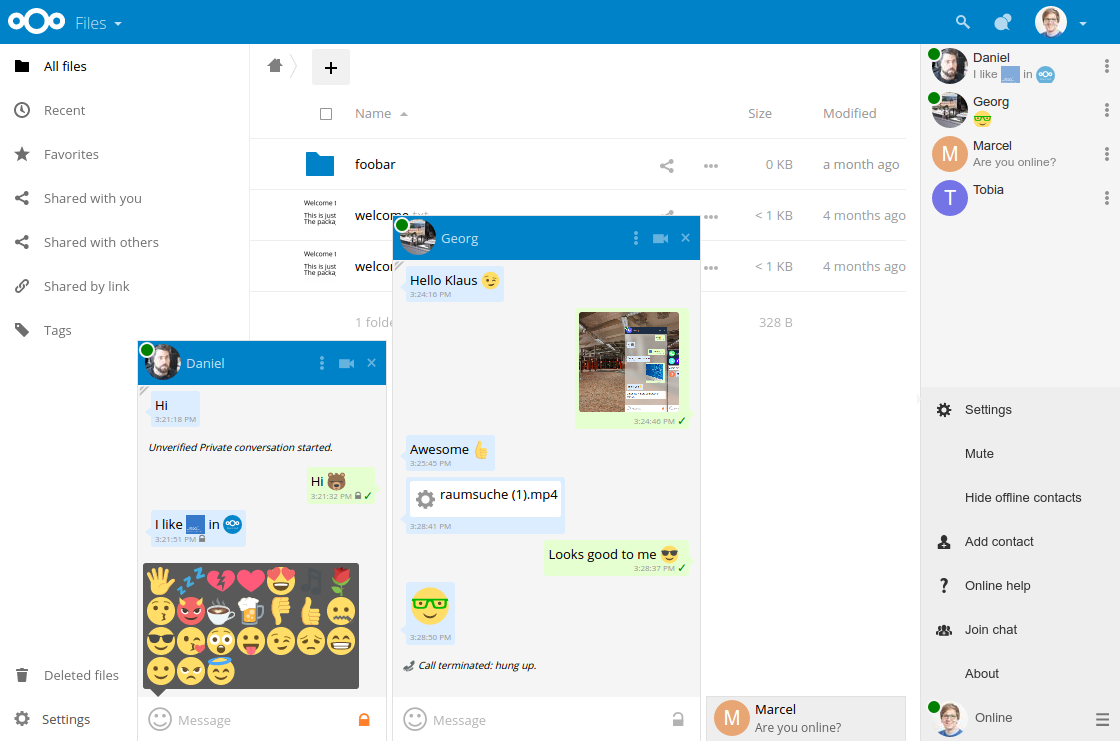 Files
All files
Recent
Favorites
Shared with you
Shared with others
Shared by link
Tags
Deleted files
Settings
+
Name
Size
Modified
foobar
0 KB
a month ago
Welcome t
This is just
The packa
welcome.txt
< 1 KB
4 months ago
Welcome t
This is just
The packa
welcor
< 1 KB
4 months ago
1 folde
328 B
Daniel
Hi
3:21:18 PM
Unverified Private conversation started.
Hi
3:21:32 PM
I like in
3:21:51 PM
Message
Georg
Hello Klaus
3:24:16 PM
3:24:46 PM
Awesome
3:25:45 PM
raumsuche (1).mp4
3:28:41 PM
Looks good to me
3:28:37 PM
3:28:50 PM
Call terminated: hung up.
Message
M
Marcel
Are you online?
Daniel
I like in
Georg
M
Marcel
Are you online?
T
Tobia
Settings
Mute
Hide offline contacts
Add contact
Online help
Join chat
About
Online